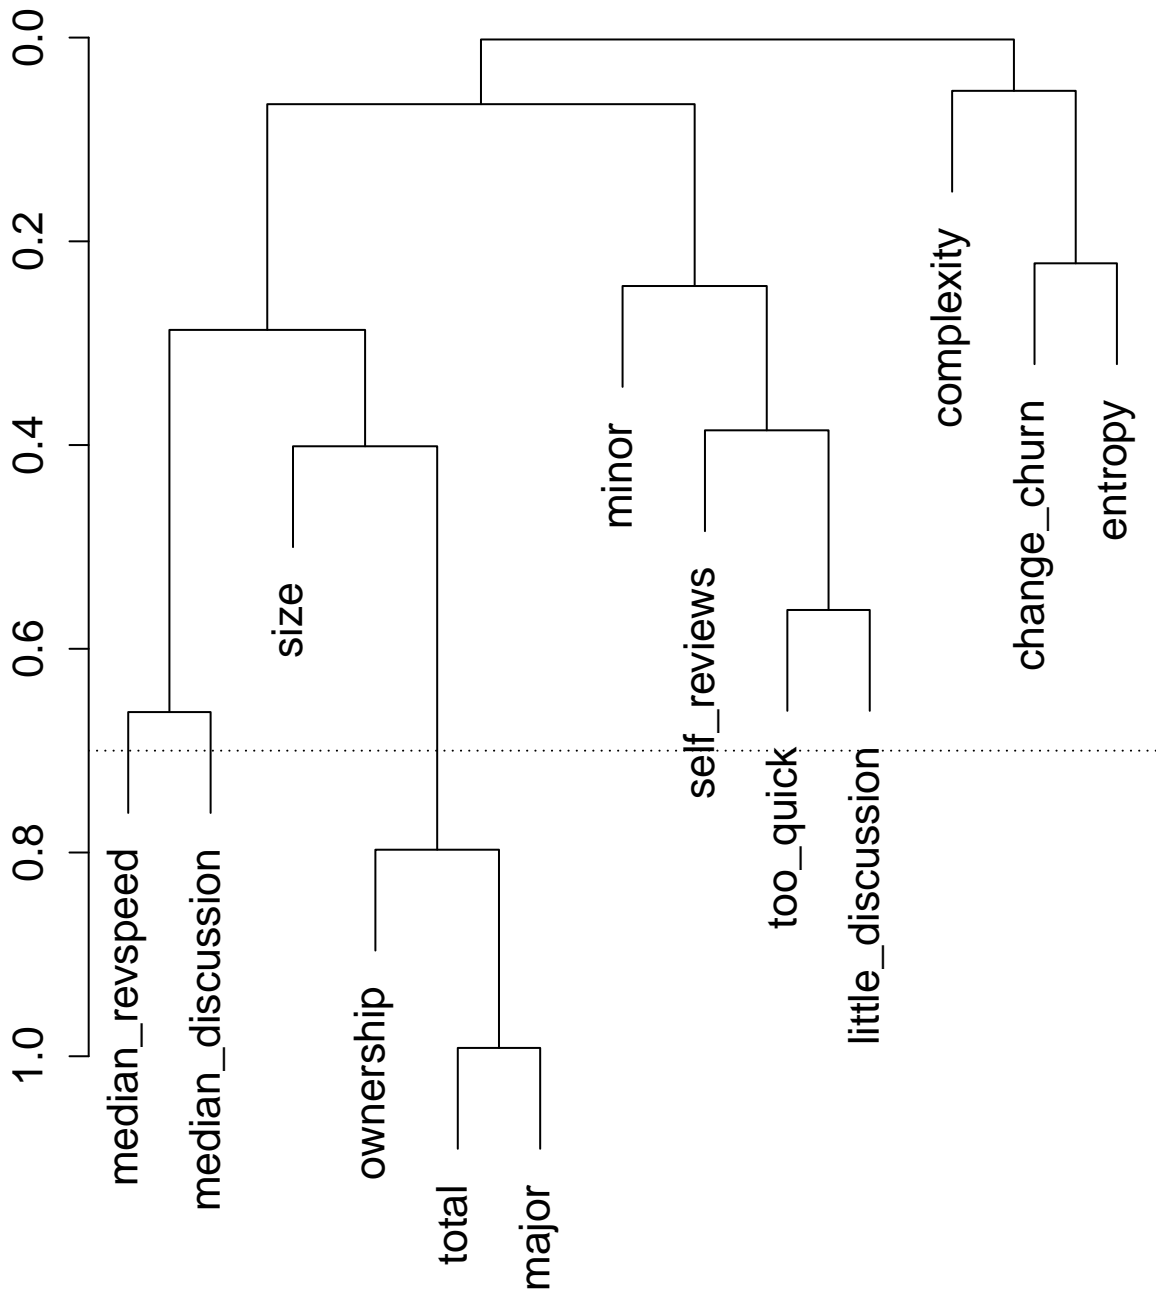 0.0
0.2
0.4
0.6
0.8
1.0
median_revspeed
median_discussion
size
ownership
total
major
minor
self_reviews
too_quick
little_discussion
complexity
change_churn
entropy